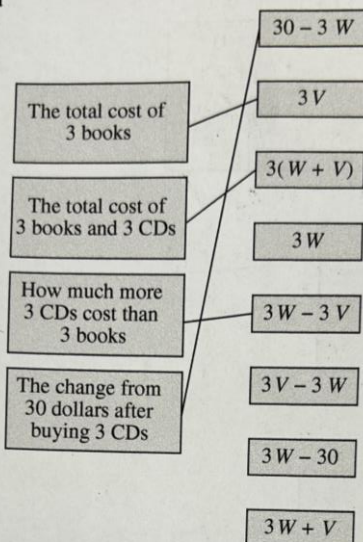 30 – 3 W
The total cost of
3 books
3 V
3( W + V )
The total cost of
3 books and 3 CDs
3 W
How much more
3 CDs cost than
3 books
3 W – 3 V
The change from
30 dollars after
buying 3 CDs
3 V – 3 W
3 W – 30
3 W + V